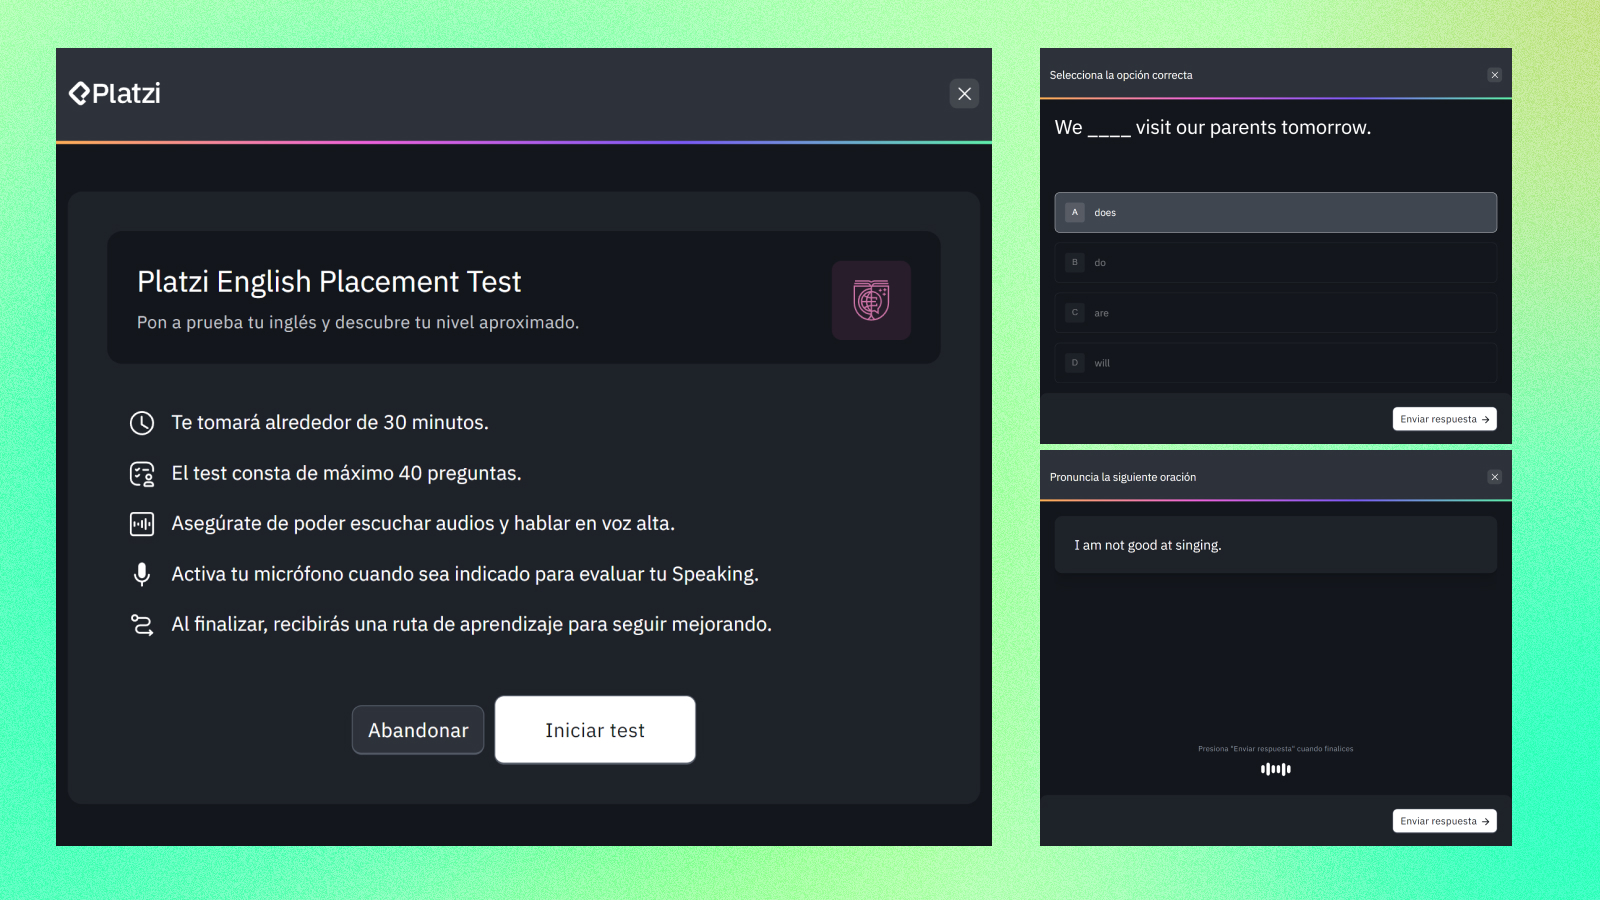 Platzi
Platzi English Placement Test
Pon a prueba tu inglés y descubre tu nivel aproximado.
Te tomará alrededor de 30 minutos.
El test consta de máximo 40 preguntas.
Asegúrate de poder escuchar audios y hablar en voz alta.
Activa tu micrófono cuando sea indicado para evaluar tu Speaking.
Al finalizar, recibirás una ruta de aprendizaje para seguir mejorando.
Abandonar
Iniciar test
Selecciona la opción correcta
We ____ visit our parents tomorrow.
A does
B do
C are
D will
Enviar respuesta →
Pronuncia la siguiente oración
I am not good at singing.
Presiona "Enviar respuesta" cuando finalices
Enviar respuesta →